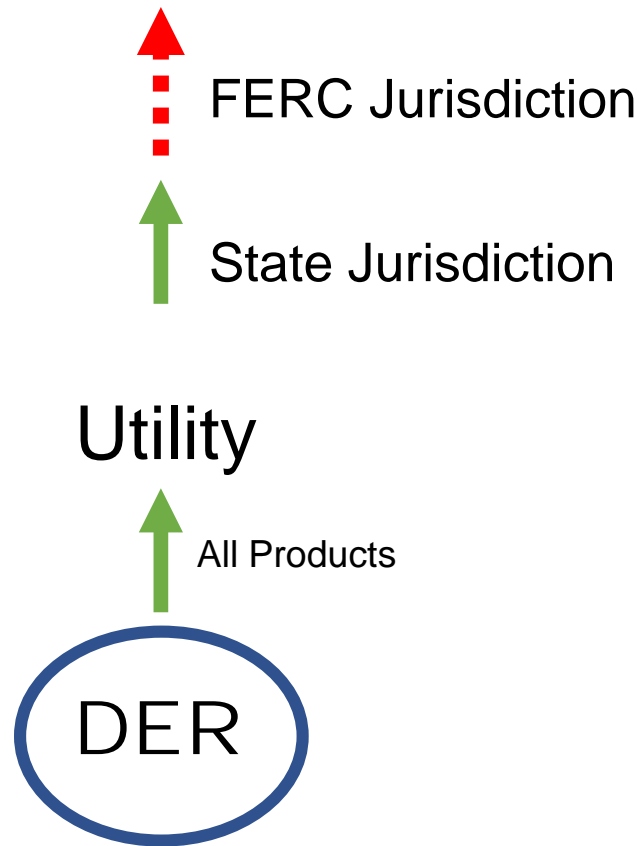 FERC Jurisdiction
State Jurisdiction
Utility
All Products
DER